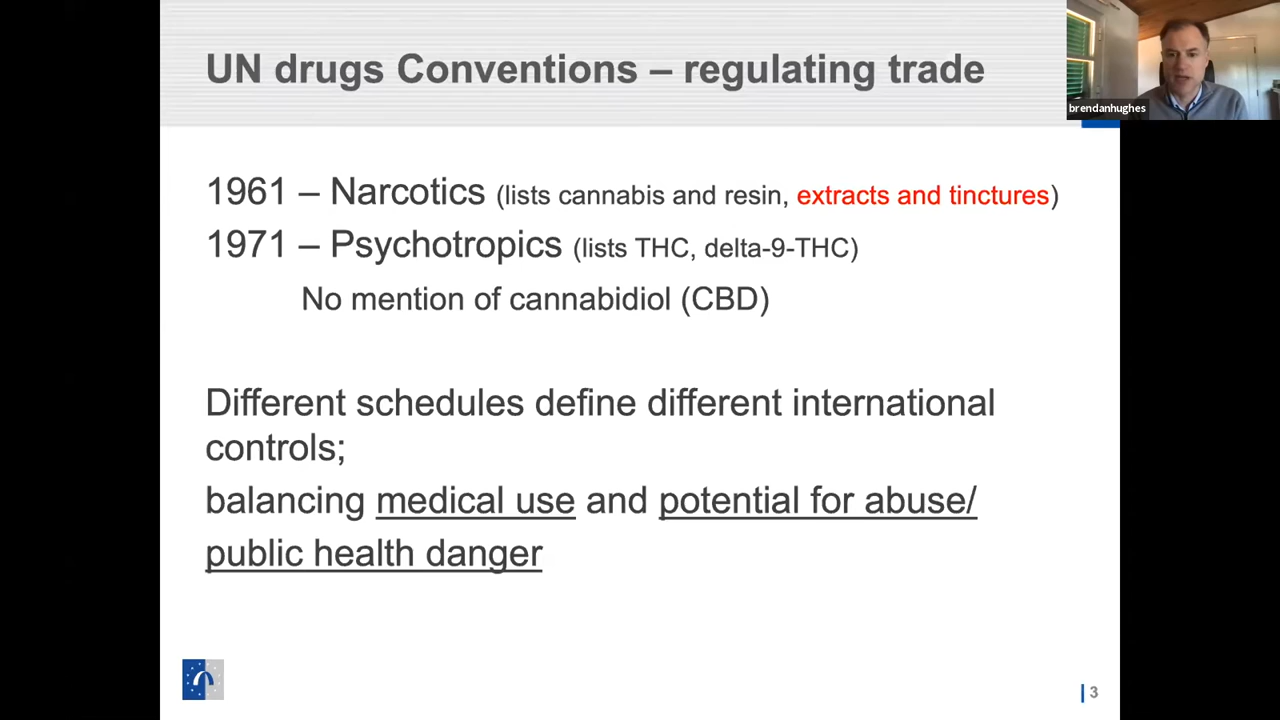 UN drugs Conventions – regulating trade
brendanhughes
1961 – Narcotics (lists cannabis and resin, extracts and tinctures)
1971 – Psychotropics (lists THC, delta-9-THC)
No mention of cannabidiol (CBD)
Different schedules define different international
controls;
balancing medical use and potential for abuse/
public health danger
3